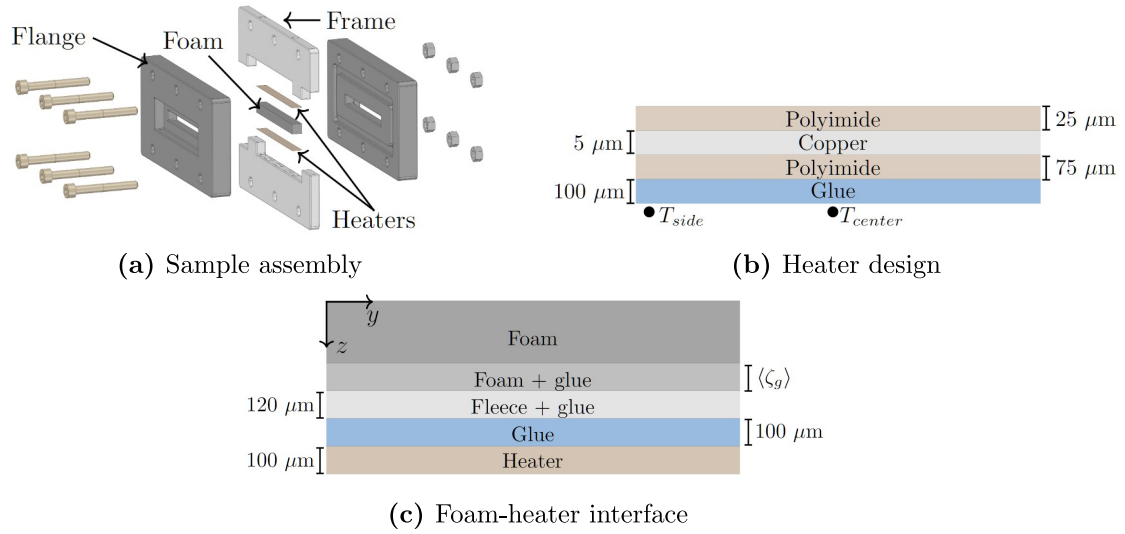 Frame
Flange
Foam
Heaters
(a) Sample assembly
Polyimide
25 μm
5 μm
Copper
Polyimide
75 μm
100 μm
Glue
T_side
T_center
(b) Heater design
y
z
Foam
Foam + glue
⟨ζ_g⟩
120 μm
Fleece + glue
Glue
100 μm
100 μm
Heater
(c) Foam-heater interface